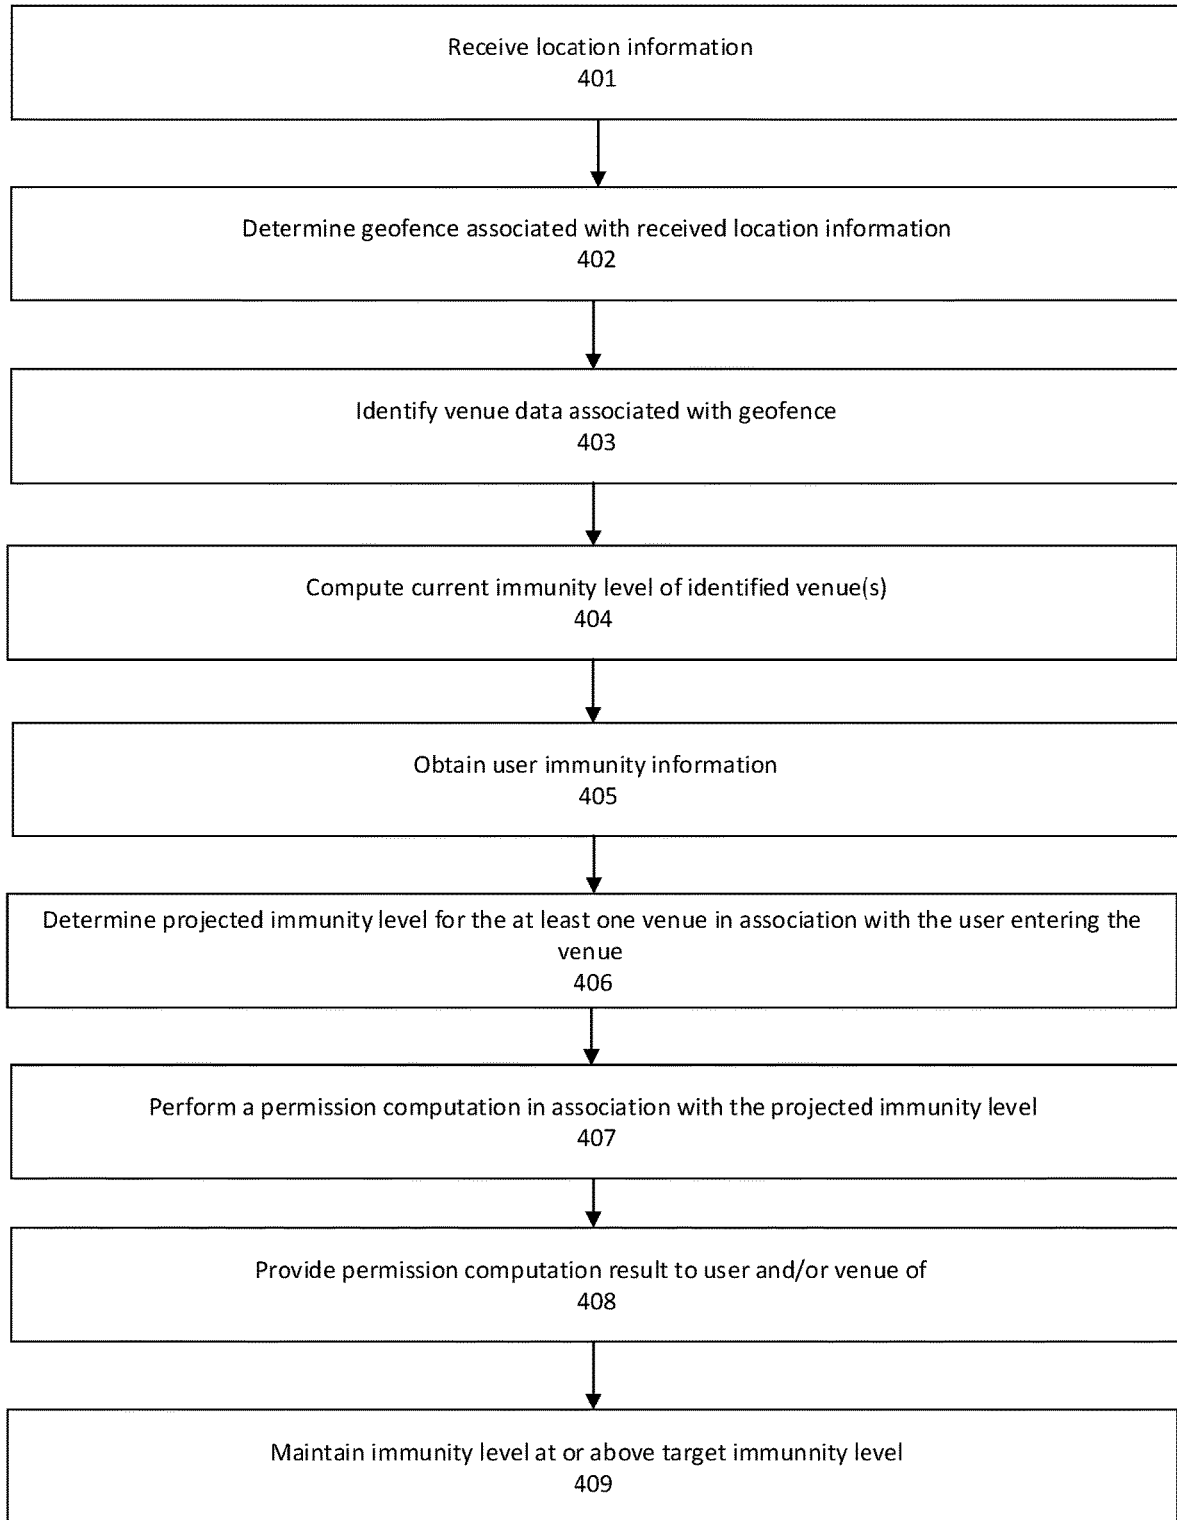 Receive location information
401
Determine geofence associated with received location information
402
Identify venue data associated with geofence
403
Compute current immunity level of identified venue(s)
404
Obtain user immunity information
405
Determine projected immunity level for the at least one venue in association with the user entering the
venue
406
Perform a permission computation in association with the projected immunity level
407
Provide permission computation result to user and/or venue of
408
Maintain immunity level at or above target immunnity level
409